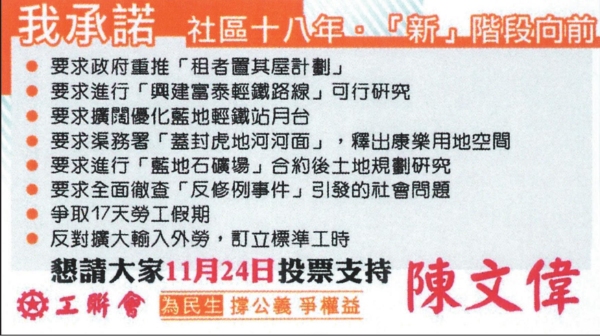 我承諾 社區十八年·「新」階段向前
要求政府重推「租者置其屋計劃」
要求進行「興建富泰輕鐵路線」可行研究
要求擴闊優化藍地輕鐵站月台
要求渠務署「蓋封虎地河河面」，釋出康樂用地空間
要求進行「藍地石礦場」合約後土地規劃研究
要求全面徹查「反修例事件」引發的社會問題
爭取17天勞工假期
反對擴大輸入外勞，訂立標準工時
懇請大家11月24日投票支持 陳文偉
工聯會 為民生 撐公義 爭權益